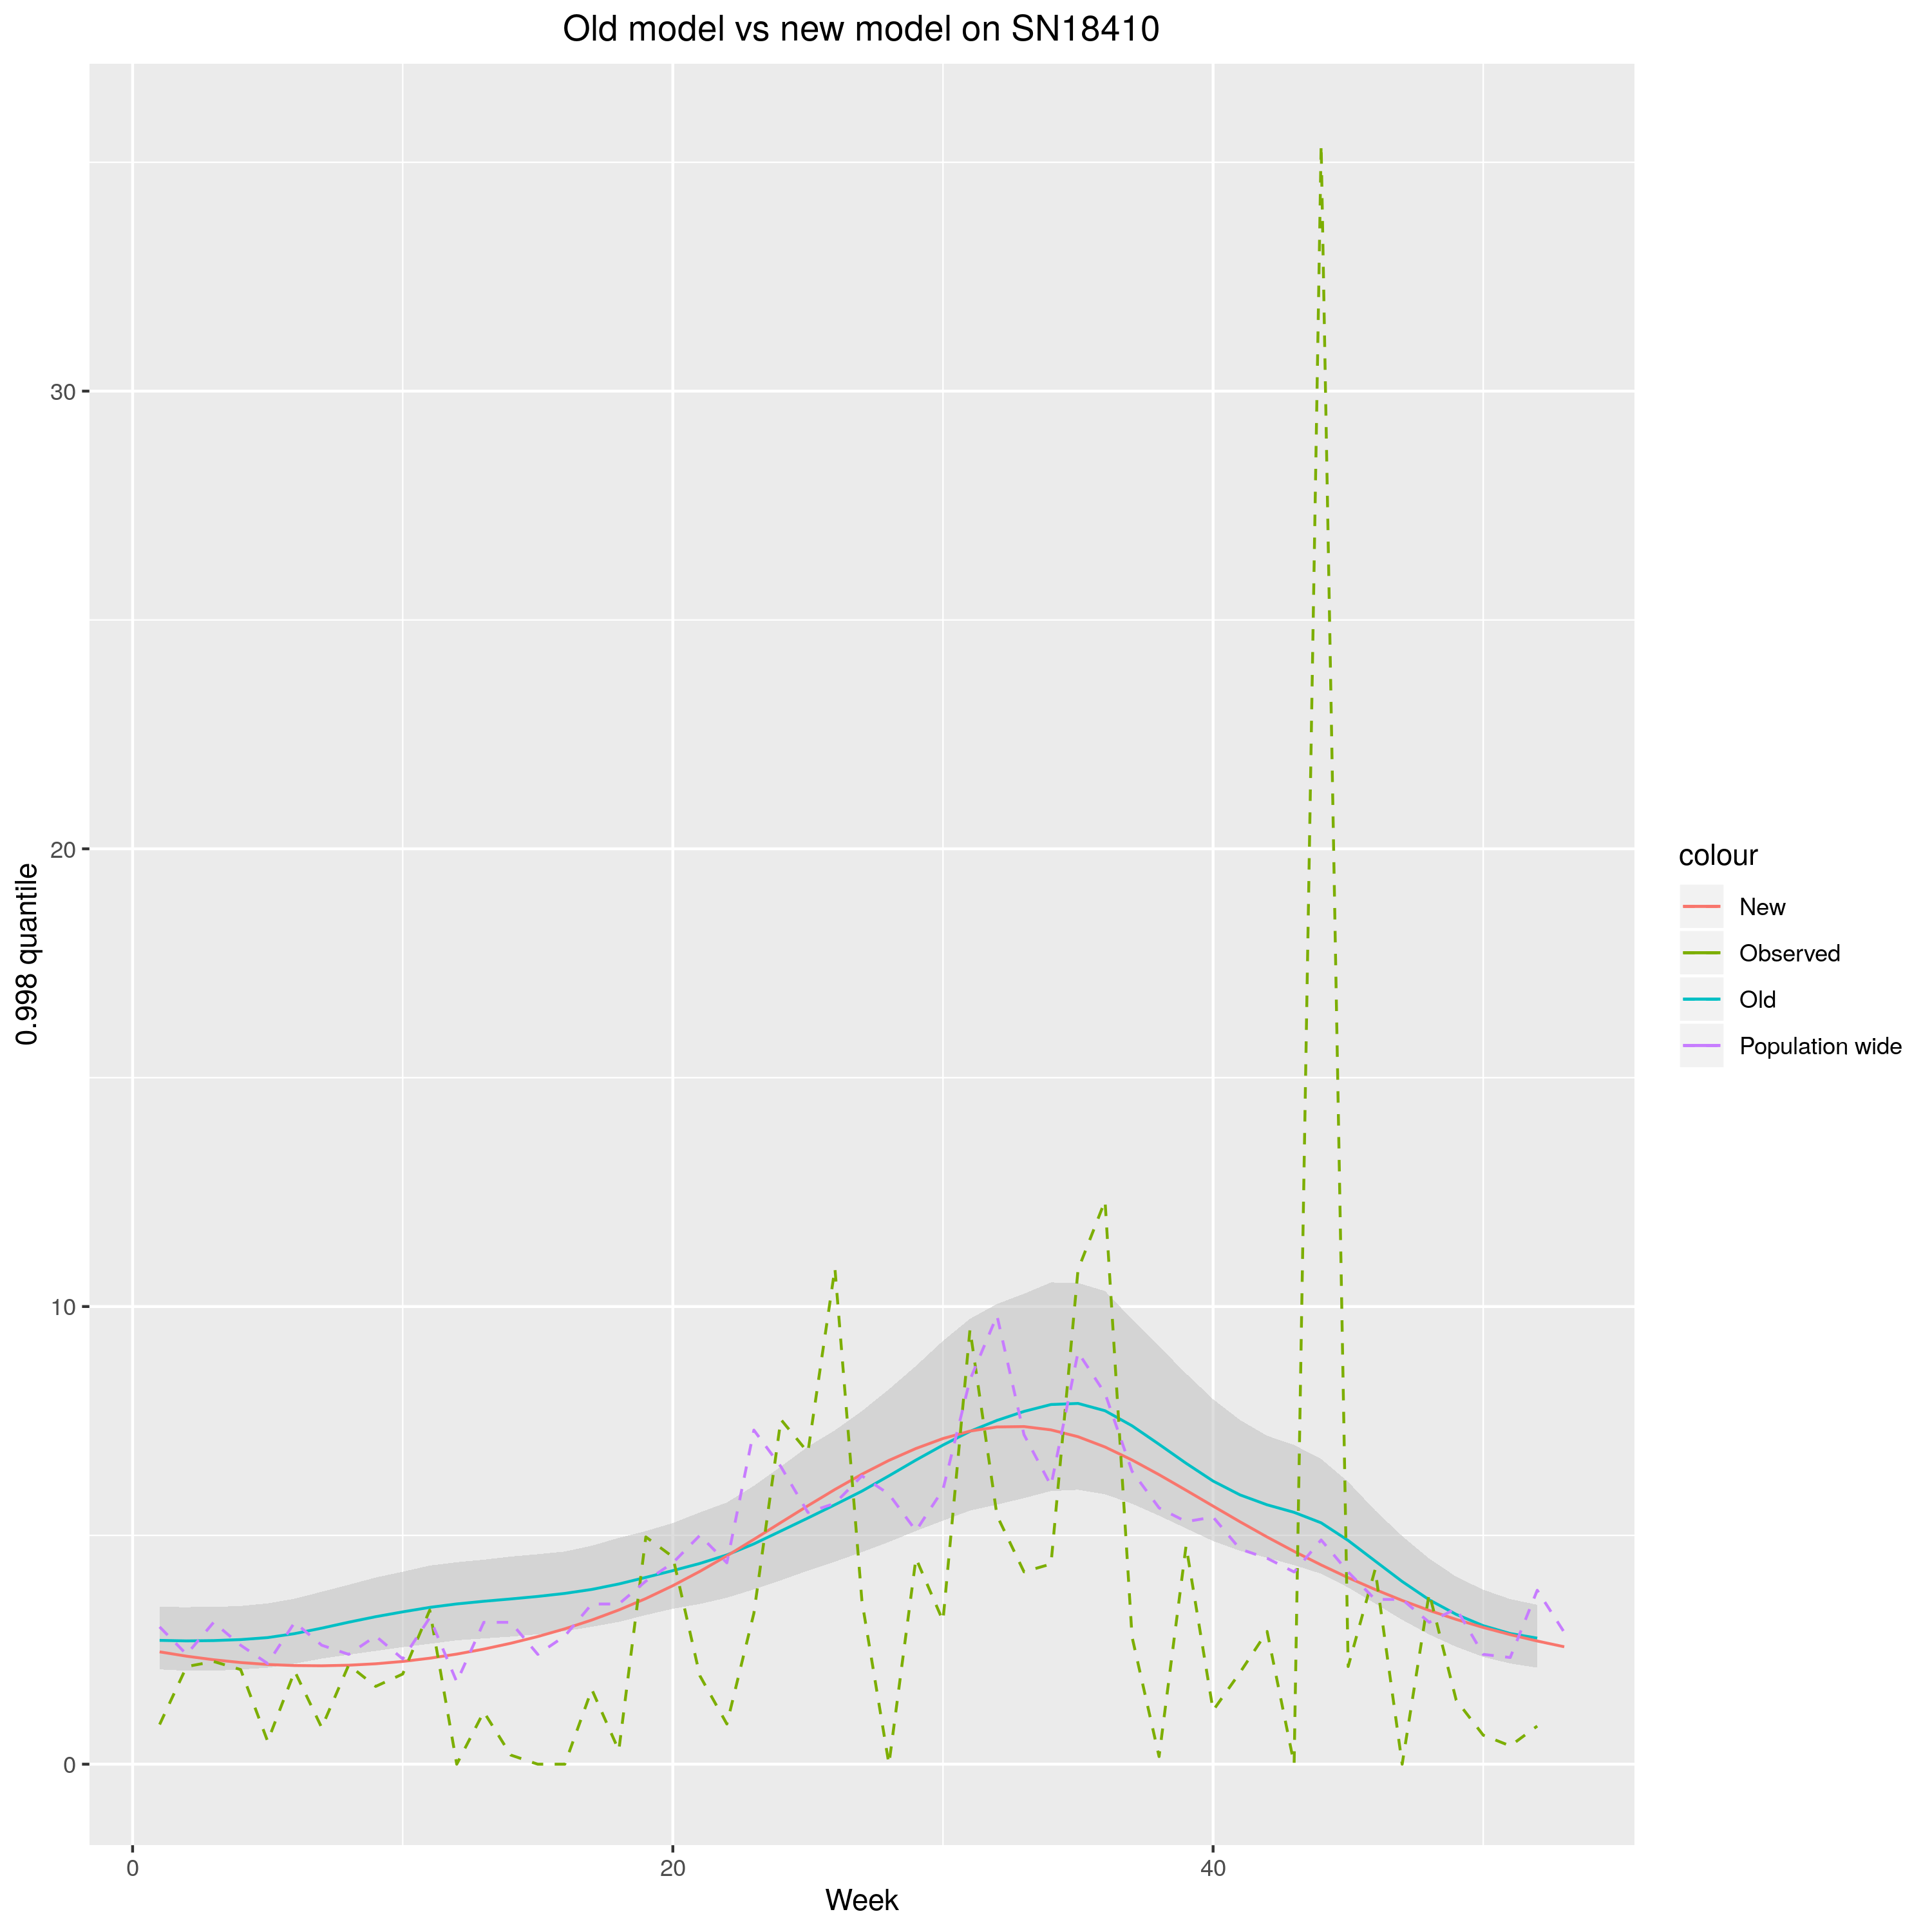 Old model vs new model on SN18410
0.998 quantile
30
20
10
0
0
20
40
Week
colour
New
Observed
Old
Population wide